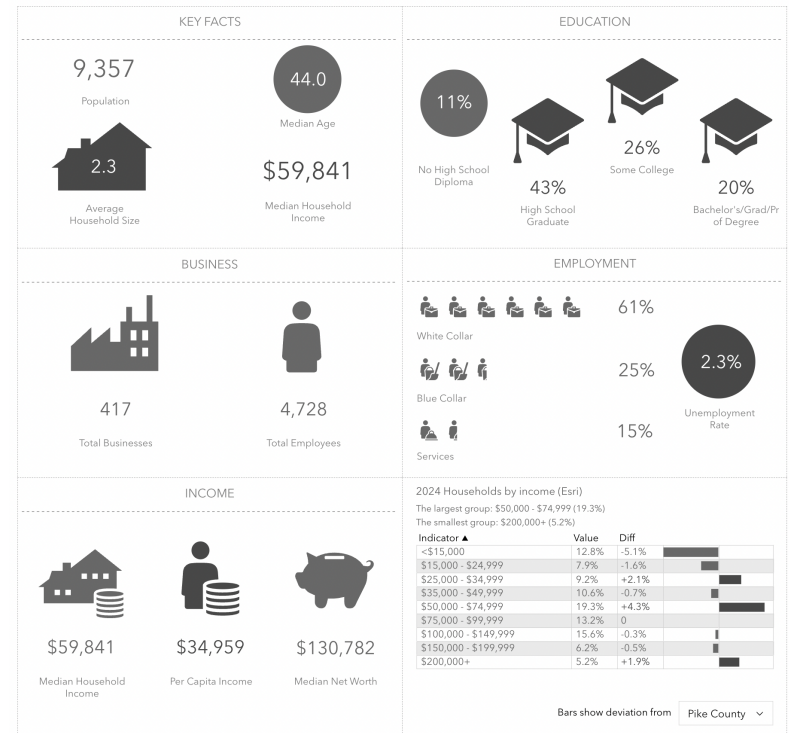 KEY FACTS
9,357
Population
44.0
Median Age
2.3
Average
Household Size
$59,841
Median Household
Income
EDUCATION
11%
No High School
Diploma
43%
High School
Graduate
26%
Some College
20%
Bachelor's/Grad/Pr
of Degree
BUSINESS
417
Total Businesses
4,728
Total Employees
EMPLOYMENT
61%
White Collar
25%
Blue Collar
15%
Services
2.3%
Unemployment
Rate
INCOME
$59,841
Median Household
Income
$34,959
Per Capita Income
$130,782
Median Net Worth
2024 Households by income (Esri)
The largest group: $50,000 - $74,999 (19.3%)
The smallest group: $200,000+ (5.2%)
Indicator ▲ Value Diff
<$15,000 12.8% -5.1%
$15,000 - $24,999 7.9% -1.6%
$25,000 - $34,999 9.2% +2.1%
$35,000 - $49,999 10.6% -0.7%
$50,000 - $74,999 19.3% +4.3%
$75,000 - $99,999 13.2% 0
$100,000 - $149,999 15.6% -0.3%
$150,000 - $199,999 6.2% -0.5%
$200,000+ 5.2% +1.9%
Bars show deviation from Pike County